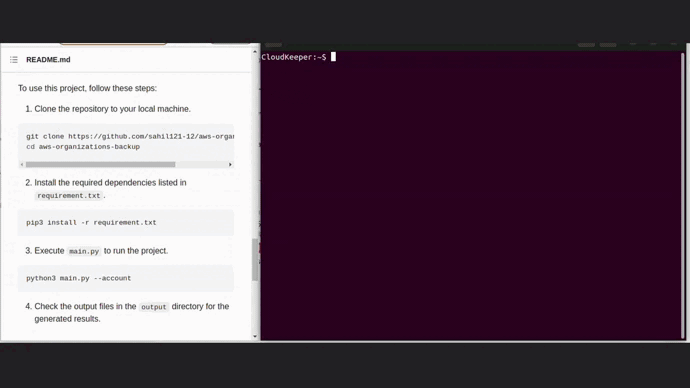 README.md
To use this project, follow these steps:
1. Clone the repository to your local machine.
git clone https://github.com/sahil121-12/aws-orga
cd aws-organizations-backup
2. Install the required dependencies listed in
requirement.txt.
pip3 install -r requirement.txt
3. Execute main.py to run the project.
python3 main.py --account
4. Check the output files in the output directory for the
generated results.
CloudKeeper:~$